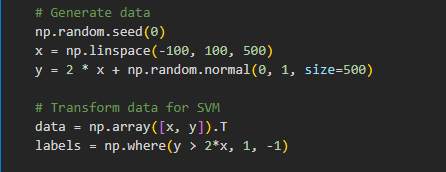 # Generate data
np.random.seed(0)
x = np.linspace(-100, 100, 500)
y = 2 * x + np.random.normal(0, 1, size=500)
# Transform data for SVM
data = np.array([x, y]).T
labels = np.where(y > 2*x, 1, -1)